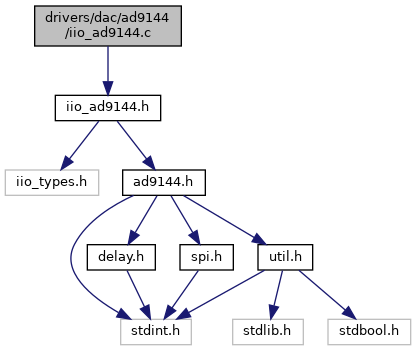 drivers/dac/ad9144
/iio_ad9144.c
iio_ad9144.h
iio_types.h
ad9144.h
delay.h
spi.h
util.h
stdint.h
stdlib.h
stdbool.h